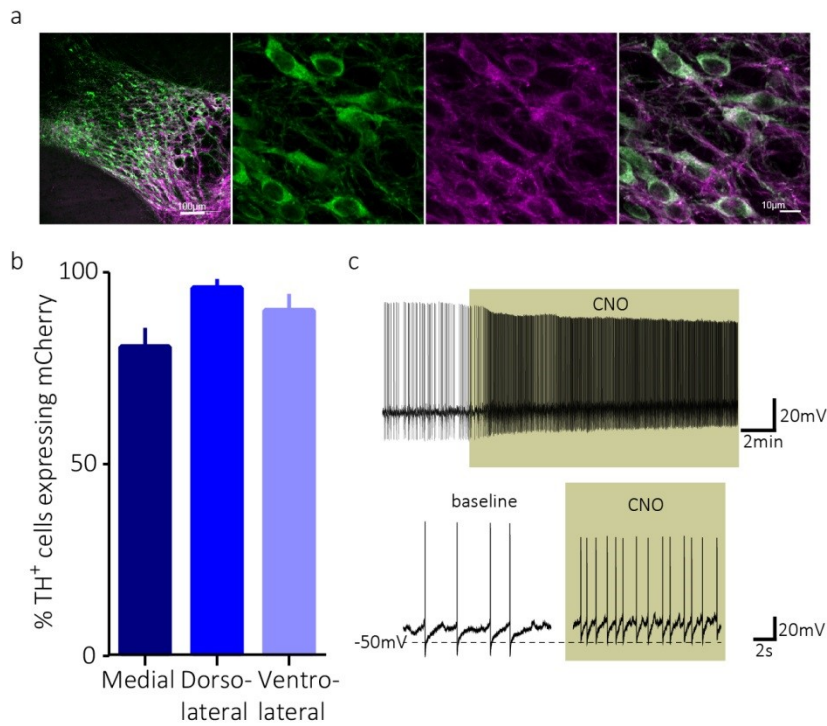 a
100μm
10μm
b
% TH⁺ cells expressing mCherry
100
50
0
Medial
Dorso-
lateral
Ventro-
lateral
c
CNO
20mV
2min
baseline
CNO
-50mV
20mV
2s